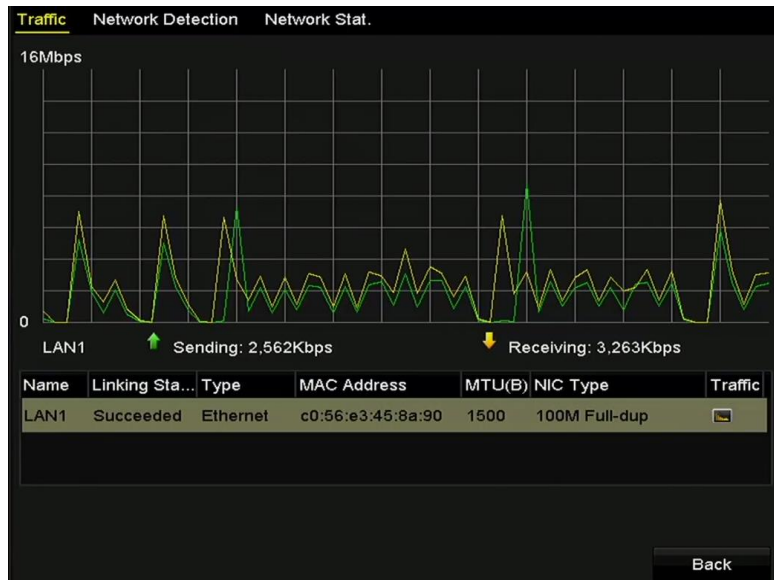 Traffic Network Detection Network Stat.
16Mbps
0
LAN1 Sending: 2,562Kbps Receiving: 3,263Kbps
Name Linking Sta... Type MAC Address MTU(B) NIC Type Traffic
LAN1 Succeeded Ethernet c0:56:e3:45:8a:90 1500 100M Full-dup
Back